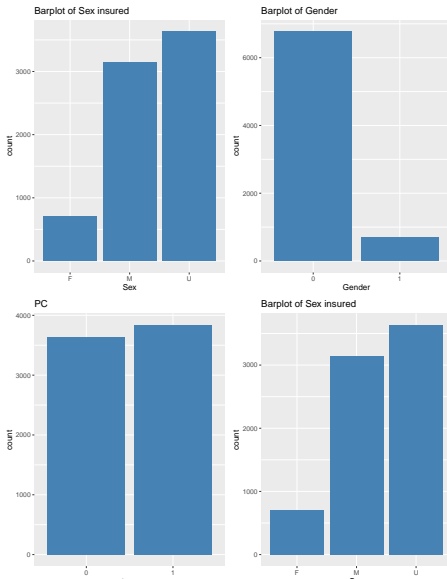 Barplot of Sex insured
3000
2000
1000
0
count
F M U
Sex
Barplot of Gender
6000
4000
2000
0
count
0 1
Gender
PC
4000
3000
2000
1000
0
count
0 1
Barplot of Sex insured
3000
2000
1000
0
count
F M U